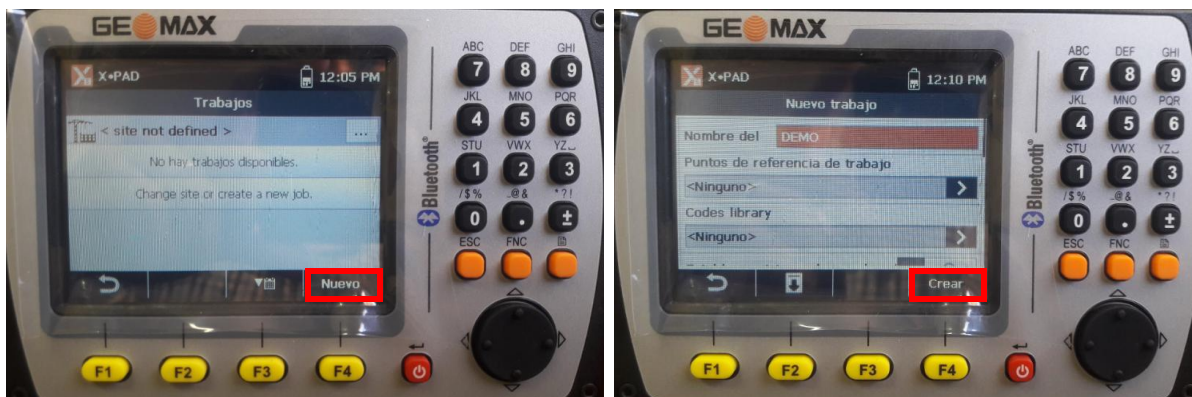 GEOMAX
X•PAD 12:05 PM
Trabajos
< site not defined > ...
No hay trabajos disponibles.
Change site or create a new job.
Nuevo
F1 F2 F3 F4
Bluetooth®
ABC DEF GHI
7 8 9
JKL MNO PQR
4 5 6
STU VWX YZ
1 2 3
/$% .@& *?!
0 . ±
ESC FNC
GEOMAX
X•PAD 12:10 PM
Nuevo trabajo
Nombre del DEMO
Puntos de referencia de trabajo
<Ninguno> >
Codes library
<Ninguno> >
Crear
F1 F2 F3 F4
Bluetooth®
ABC DEF GHI
7 8 9
JKL MNO PQR
4 5 6
STU VWX YZ
1 2 3
/$% .@& *?!
0 . ±
ESC FNC